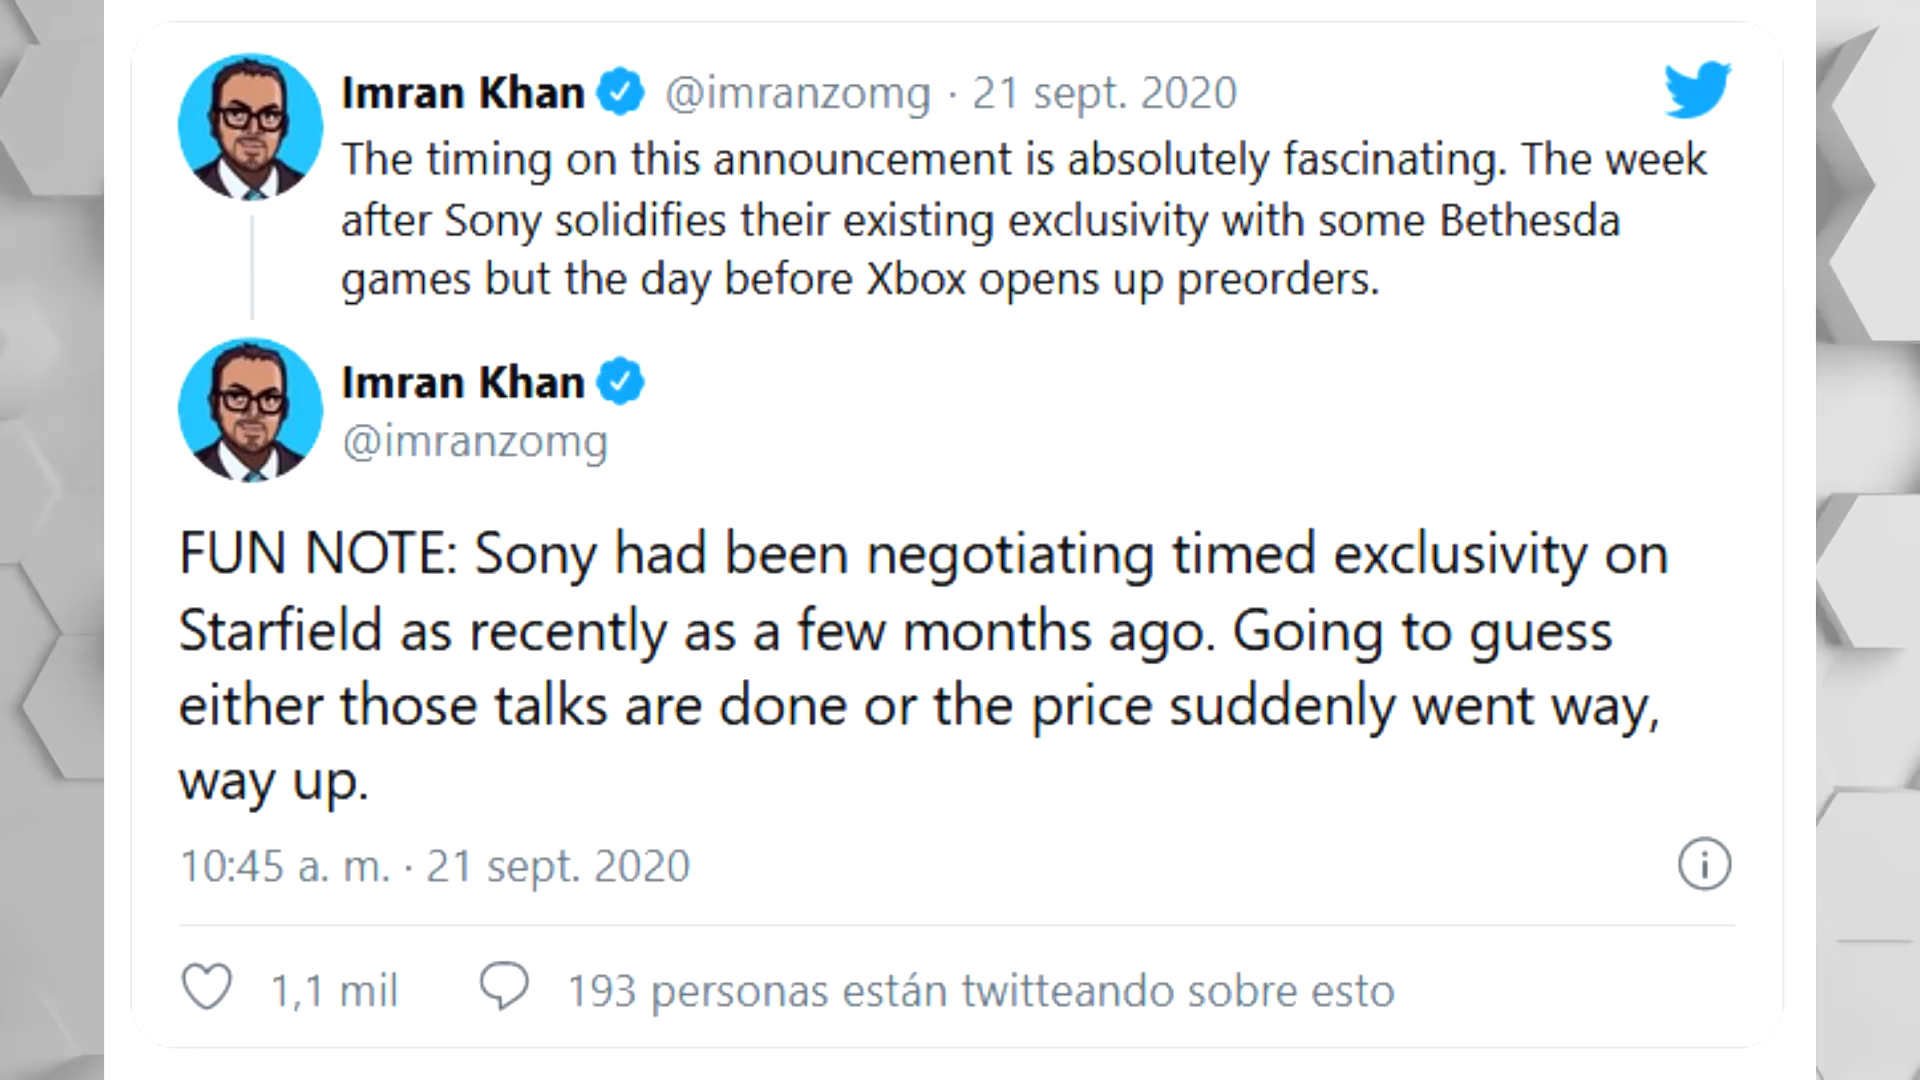 Imran Khan @imranzomg · 21 sept. 2020
The timing on this announcement is absolutely fascinating. The week
after Sony solidifies their existing exclusivity with some Bethesda
games but the day before Xbox opens up preorders.
Imran Khan
@imranzomg
FUN NOTE: Sony had been negotiating timed exclusivity on
Starfield as recently as a few months ago. Going to guess
either those talks are done or the price suddenly went way,
way up.
10:45 a. m. · 21 sept. 2020
1,1 mil 193 personas están twitteando sobre esto